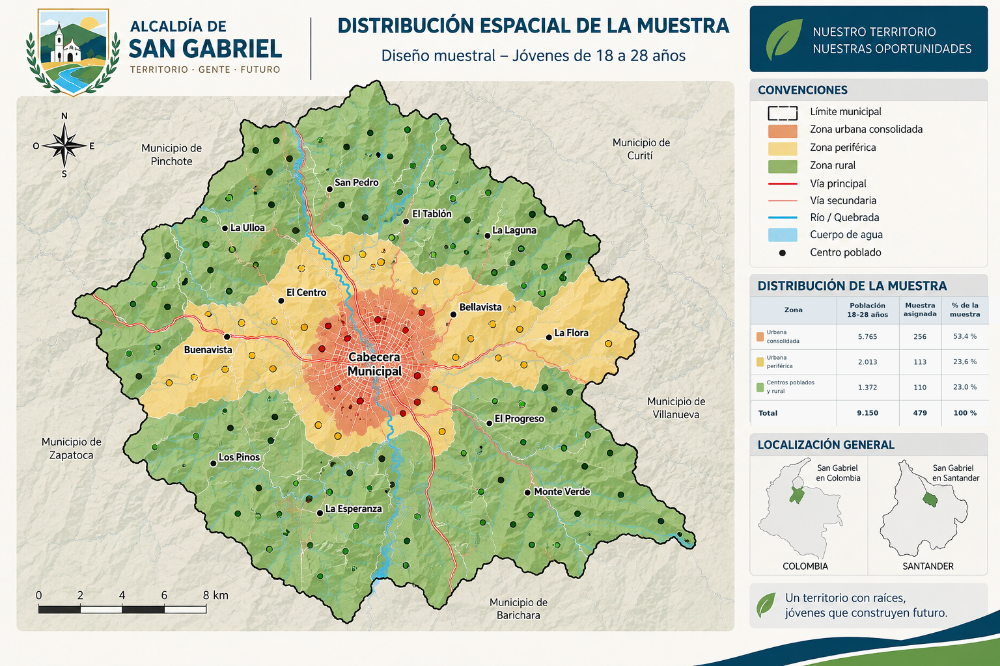 ALCALDÍA DE
SAN GABRIEL
TERRITORIO · GENTE · FUTURO
DISTRIBUCIÓN ESPACIAL DE LA MUESTRA
Diseño muestral – Jóvenes de 18 a 28 años
NUESTRO TERRITORIO
NUESTRAS OPORTUNIDADES
N
O
E
S
Municipio de
Pinchote
Municipio de
Curití
San Pedro
El Tablón
La Ulloa
La Laguna
El Centro
Bellavista
La Flora
Buenavista
Cabecera
Municipal
Municipio de
Villanueva
El Progreso
Municipio de
Zapatoca
Los Pinos
Monte Verde
La Esperanza
Municipio de
Barichara
0 2 4 6 8 km
CONVENCIONES
Límite municipal
Zona urbana consolidada
Zona periférica
Zona rural
Vía principal
Vía secundaria
Río / Quebrada
Cuerpo de agua
Centro poblado
DISTRIBUCIÓN DE LA MUESTRA
Zona Población 18–28 años Muestra asignada % de la muestra
Urbana consolidada 5.765 256 53,4 %
Urbana periférica 2.013 113 23,6 %
Centros poblados y rural 1.372 110 23,0 %
Total 9.150 479 100 %
LOCALIZACIÓN GENERAL
San Gabriel
en Colombia
COLOMBIA
San Gabriel
en Santander
SANTANDER
Un territorio con raíces,
jóvenes que construyen futuro.